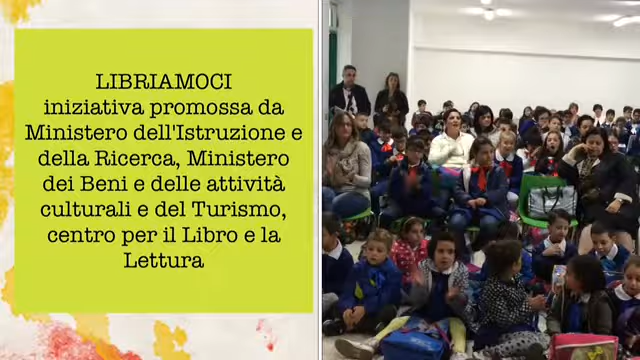 LIBRIAMOCI
iniziativa promossa da
Ministero dell'Istruzione e
della Ricerca, Ministero
dei Beni e delle attività
culturali e del Turismo,
centro per il Libro e la
Lettura